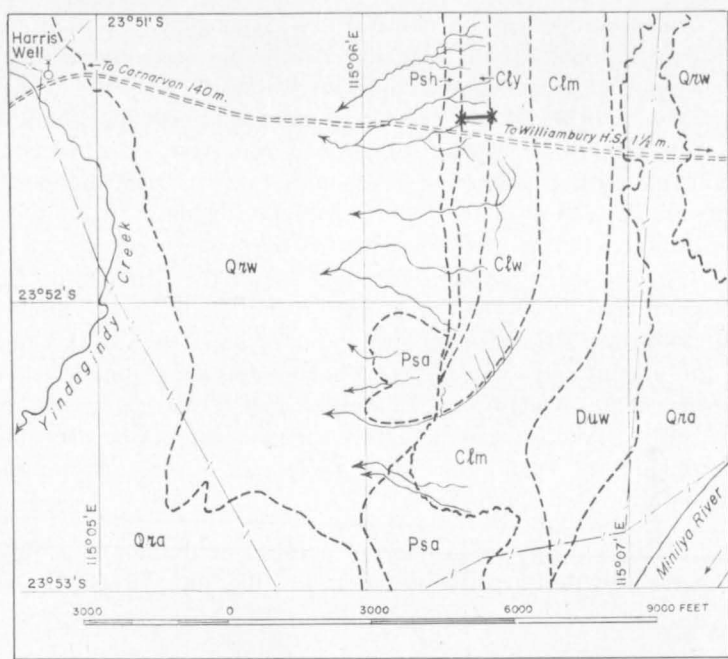 23°51'S
Harris
Well
To Carnarvon 140 m.
115°06'E
Psh
Cly
Clm
Qrw
To Williambury H.S. 1½ m.
Yindagindy Creek
Qrw
Clw
23°52'S
Psa
Clm
Duw
Qra
115°05'E
Qra
Psa
115°07'E
Minilya River
23°53'S
3000
0
3000
6000
9000 FEET